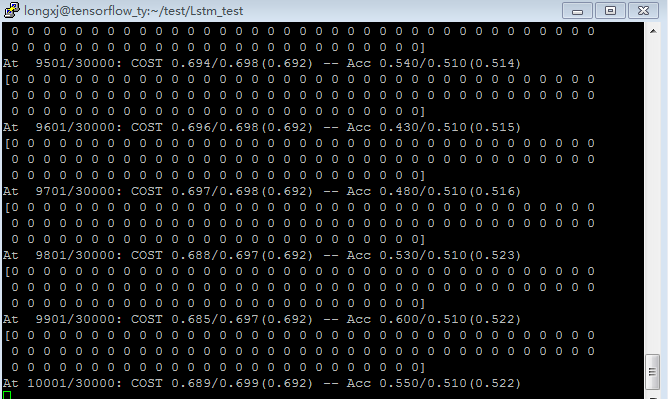 0 0 0 0 0 0 0 0 0 0 0 0 0 0 0 0 0 0 0 0 0 0 0 0 0 0 0 0 0 0 0 0 0 0 0 0 0
0 0 0 0 0 0 0 0 0 0 0 0 0 0 0 0 0 0 0 0 0 0 0 0 0 0]
At 9501/30000: COST 0.694/0.698(0.692) -- Acc 0.540/0.510(0.514)
[0 0 0 0 0 0 0 0 0 0 0 0 0 0 0 0 0 0 0 0 0 0 0 0 0 0 0 0 0 0 0 0 0 0 0 0 0
0 0 0 0 0 0 0 0 0 0 0 0 0 0 0 0 0 0 0 0 0 0 0 0 0 0 0 0 0 0 0 0 0 0 0 0 0
0 0 0 0 0 0 0 0 0 0 0 0 0 0 0 0 0 0 0 0 0 0 0 0 0 0]
At 9601/30000: COST 0.696/0.698(0.692) -- Acc 0.430/0.510(0.515)
[0 0 0 0 0 0 0 0 0 0 0 0 0 0 0 0 0 0 0 0 0 0 0 0 0 0 0 0 0 0 0 0 0 0 0 0 0
0 0 0 0 0 0 0 0 0 0 0 0 0 0 0 0 0 0 0 0 0 0 0 0 0 0 0 0 0 0 0 0 0 0 0 0 0
0 0 0 0 0 0 0 0 0 0 0 0 0 0 0 0 0 0 0 0 0 0 0 0 0 0]
At 9701/30000: COST 0.697/0.698(0.692) -- Acc 0.480/0.510(0.516)
[0 0 0 0 0 0 0 0 0 0 0 0 0 0 0 0 0 0 0 0 0 0 0 0 0 0 0 0 0 0 0 0 0 0 0 0 0
0 0 0 0 0 0 0 0 0 0 0 0 0 0 0 0 0 0 0 0 0 0 0 0 0 0 0 0 0 0 0 0 0 0 0 0 0
0 0 0 0 0 0 0 0 0 0 0 0 0 0 0 0 0 0 0 0 0 0 0 0 0 0]
At 9801/30000: COST 0.688/0.697(0.692) -- Acc 0.530/0.510(0.523)
[0 0 0 0 0 0 0 0 0 0 0 0 0 0 0 0 0 0 0 0 0 0 0 0 0 0 0 0 0 0 0 0 0 0 0 0 0
0 0 0 0 0 0 0 0 0 0 0 0 0 0 0 0 0 0 0 0 0 0 0 0 0 0 0 0 0 0 0 0 0 0 0 0 0
0 0 0 0 0 0 0 0 0 0 0 0 0 0 0 0 0 0 0 0 0 0 0 0 0 0]
At 9901/30000: COST 0.685/0.697(0.692) -- Acc 0.600/0.510(0.522)
[0 0 0 0 0 0 0 0 0 0 0 0 0 0 0 0 0 0 0 0 0 0 0 0 0 0 0 0 0 0 0 0 0 0 0 0 0
0 0 0 0 0 0 0 0 0 0 0 0 0 0 0 0 0 0 0 0 0 0 0 0 0 0 0 0 0 0 0 0 0 0 0 0 0
0 0 0 0 0 0 0 0 0 0 0 0 0 0 0 0 0 0 0 0 0 0 0 0 0 0]
At 10001/30000: COST 0.689/0.699(0.692) -- Acc 0.550/0.510(0.522)
longxj@tensorflow_ty:~/test/Lstm_test